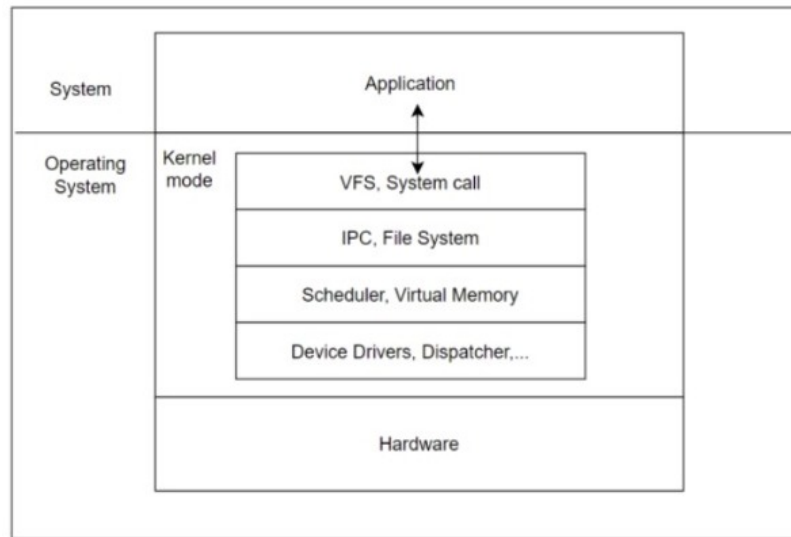 Application
System
Operating
System
Kernel
mode
VFS, System call
IPC, File System
Scheduler, Virtual Memory
Device Drivers, Dispatcher,...
Hardware